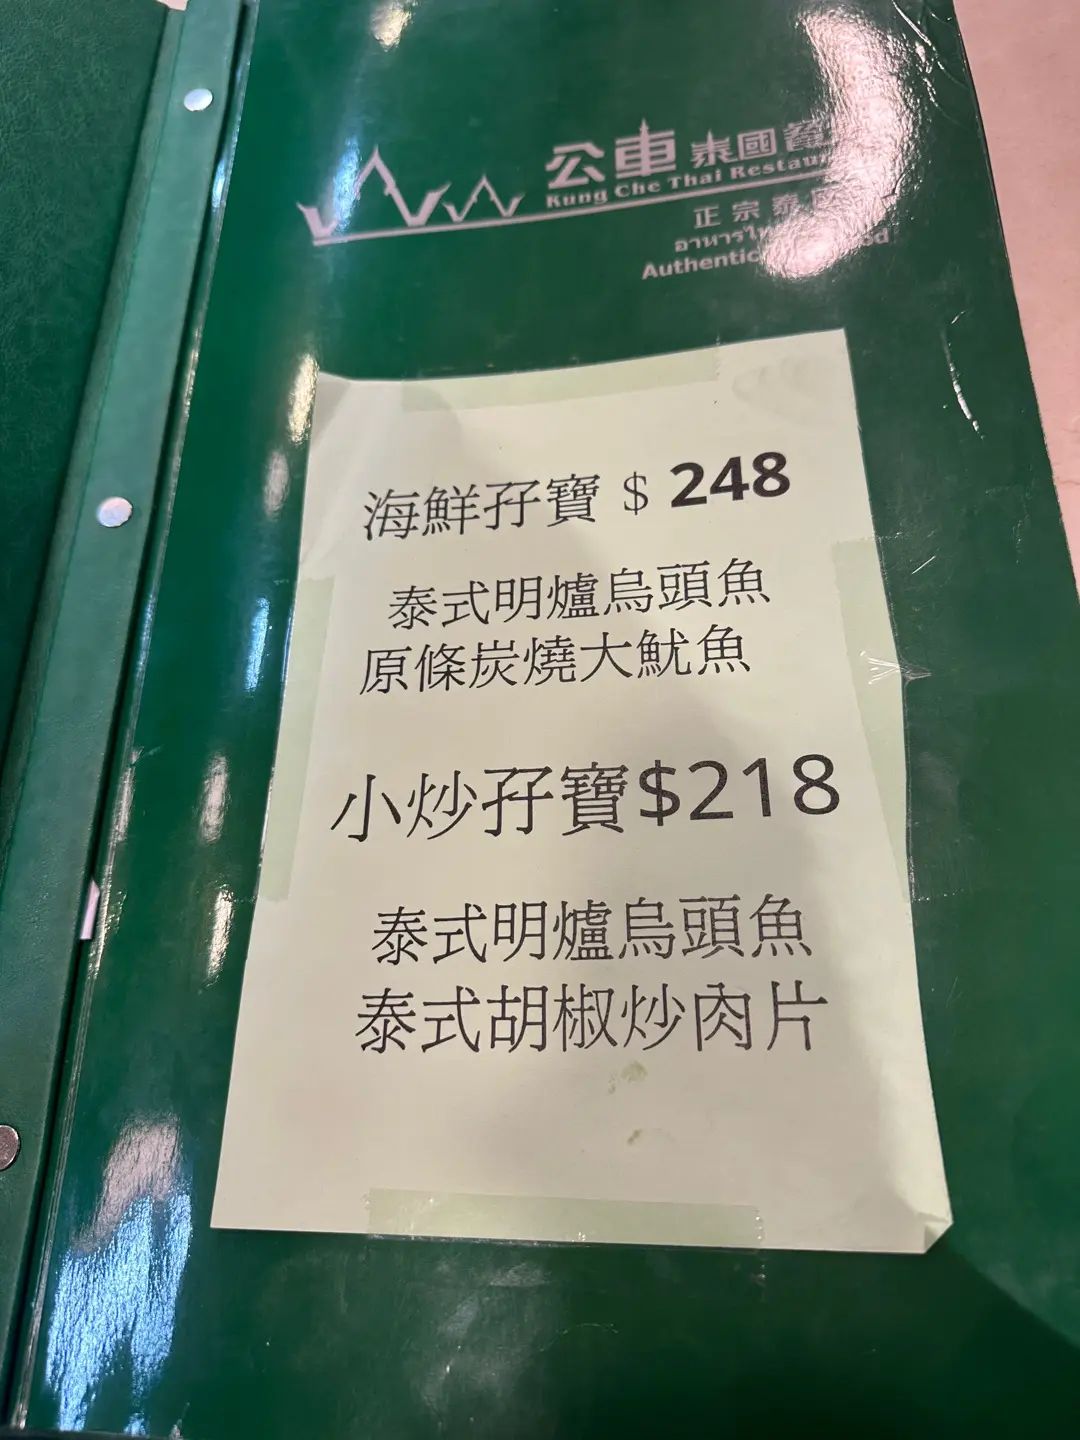 公車泰國餐
Kung Che Thai
正宗泰
Authentic
海鮮孖寶 $ 248
泰式明爐烏頭魚
原條炭燒大魷魚
小炒孖寶$218
泰式明爐烏頭魚
泰式胡椒炒肉片